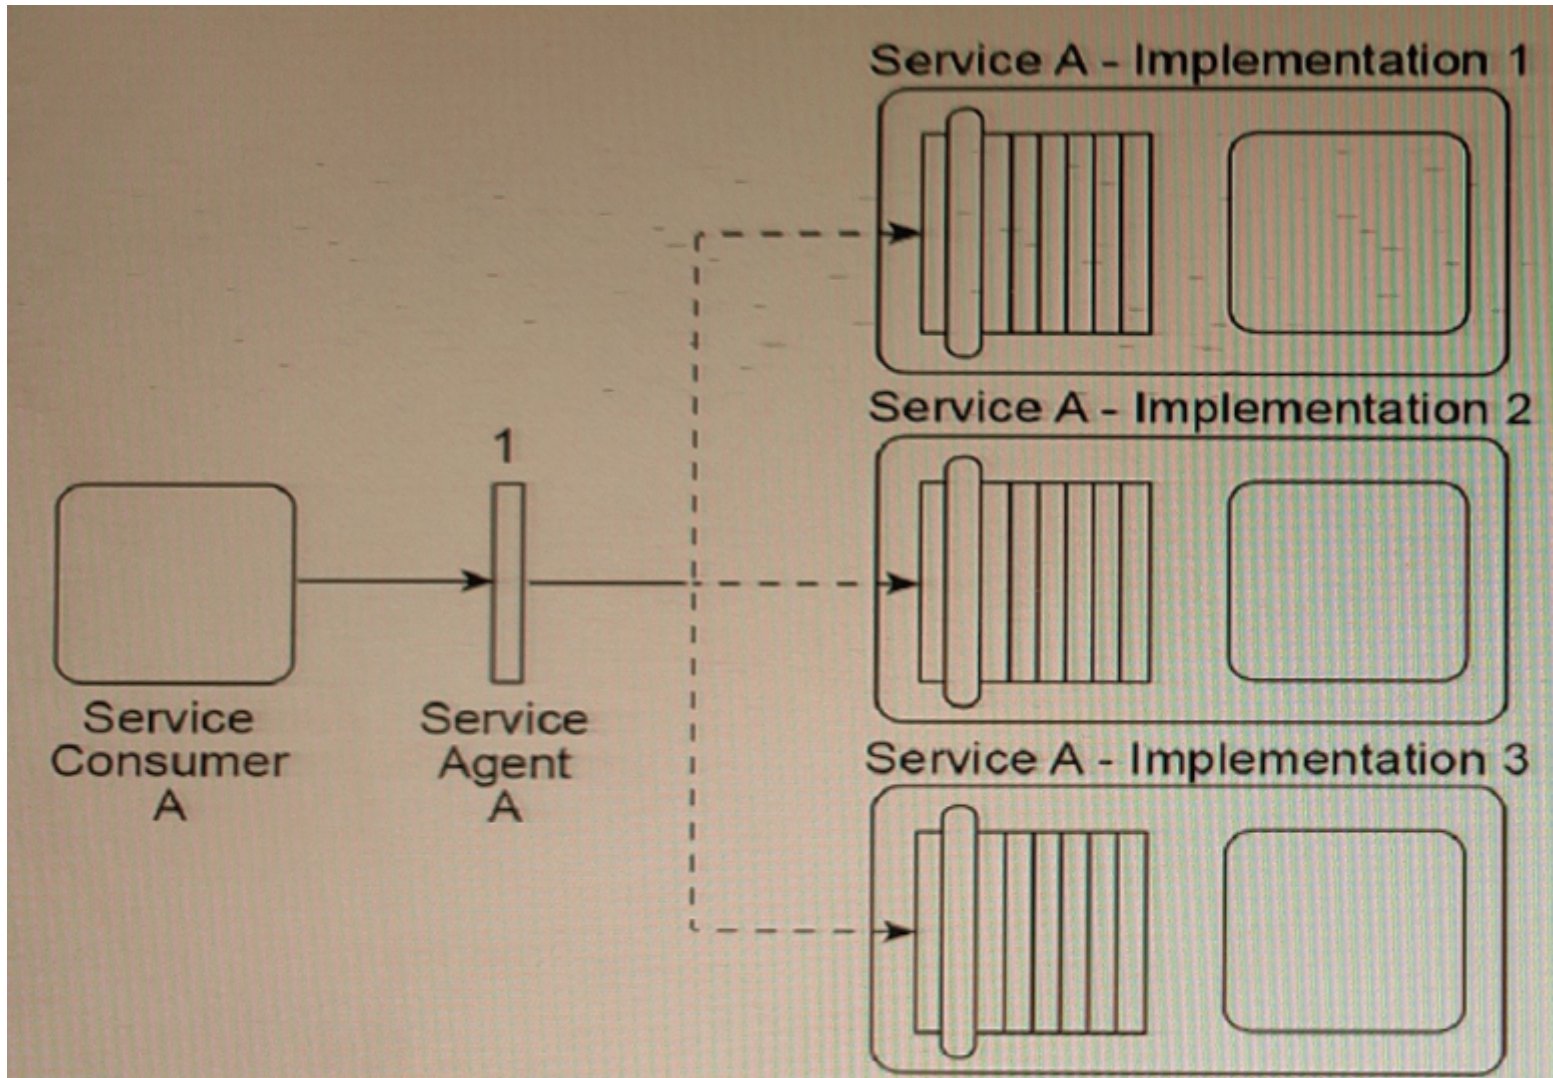 Service A - Implementation 1
Service A - Implementation 2
1
Service
Consumer
A
Service
Agent
A
Service A - Implementation 3